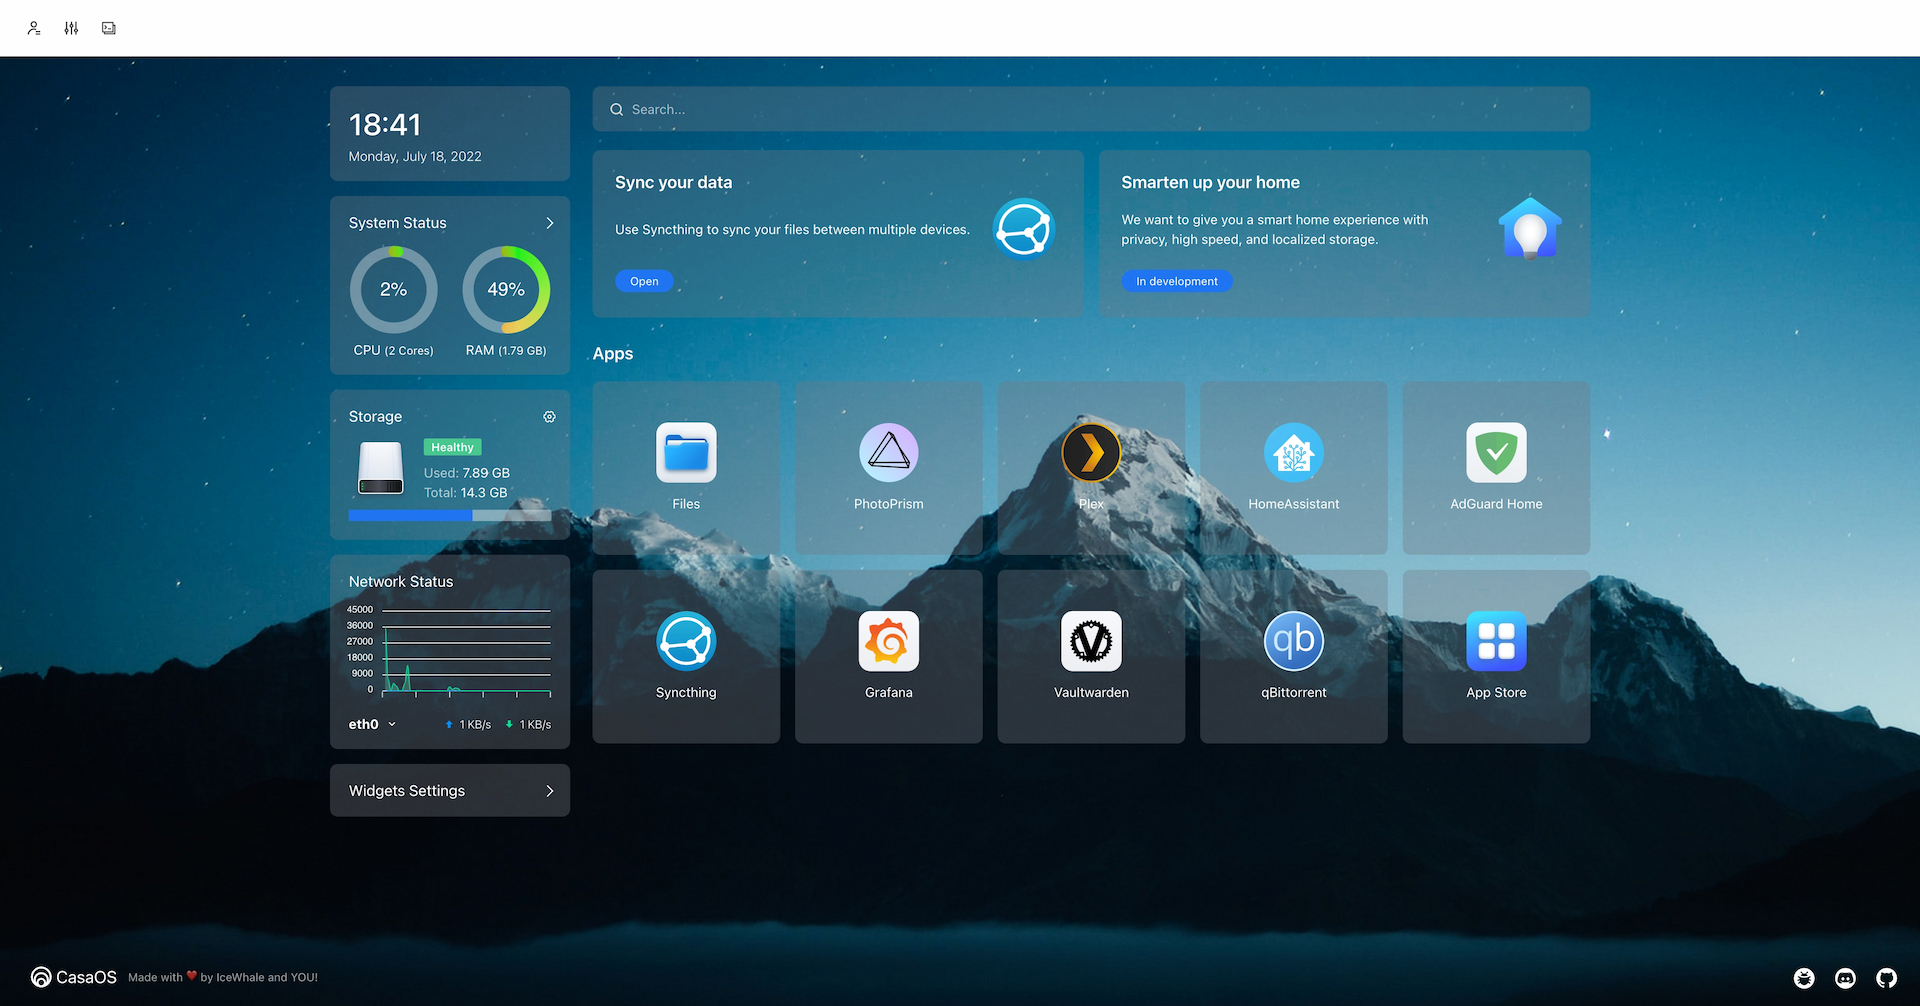 18:41
Monday, July 18, 2022
System Status
2%
49%
CPU (2 Cores)
RAM (1.79 GB)
Storage
Healthy
Used: 7.89 GB
Total: 14.3 GB
Network Status
45000
36000
27000
18000
9000
0
eth0
1 KB/s
1 KB/s
Widgets Settings
Search...
Sync your data
Use Syncthing to sync your files between multiple devices.
Open
Smarten up your home
We want to give you a smart home experience with
privacy, high speed, and localized storage.
In development
Apps
Files
PhotoPrism
Plex
HomeAssistant
AdGuard Home
Syncthing
Grafana
V
Vaultwarden
qb
qBittorrent
App Store
CasaOS
Made with ❤ by IceWhale and YOU!